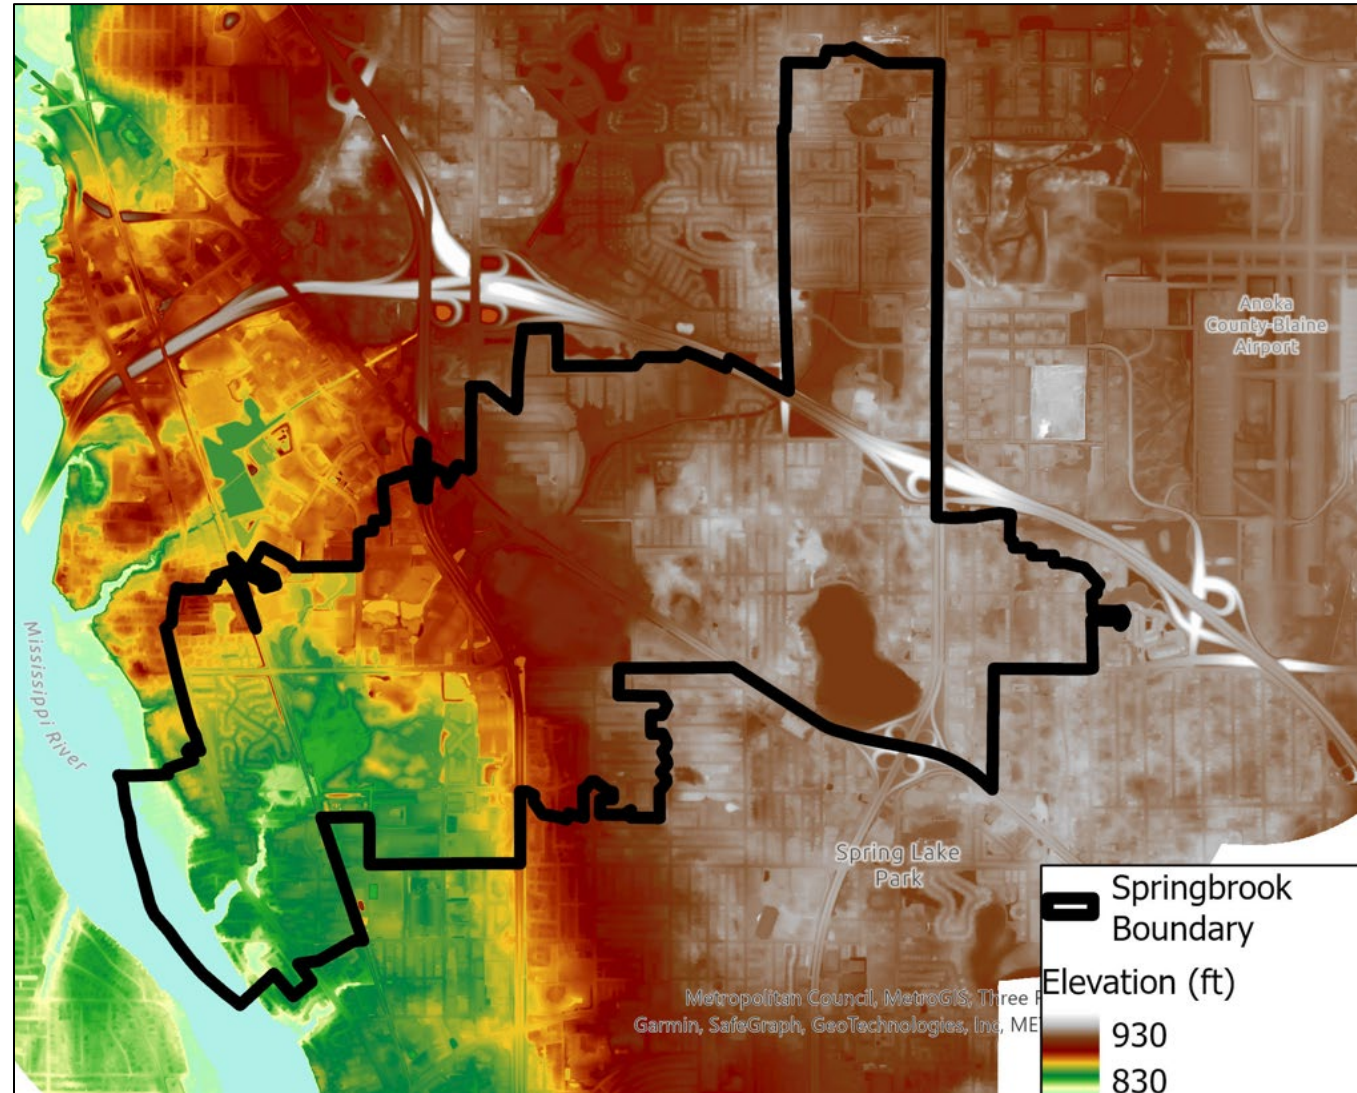 Anoka
County-Blaine
Airport
Mississippi River
Spring Lake
Park
Springbrook
Boundary
Elevation (ft)
930
830
Metropolitan Council, MetroGIS, Three
Garmin, SafeGraph, GeoTechnologies, Inc,